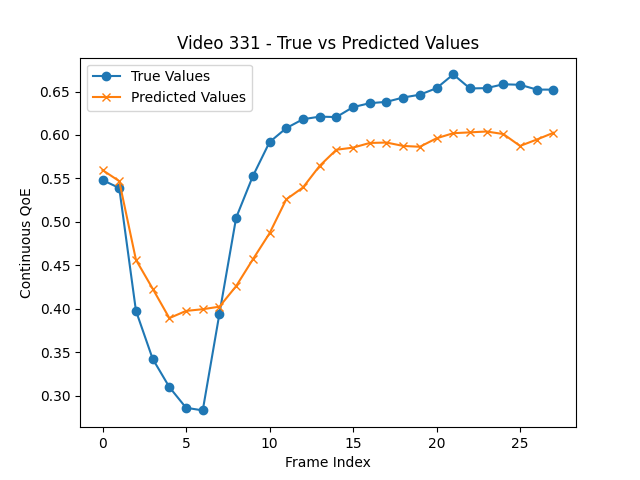 Video 331 - True vs Predicted Values
True Values
Predicted Values
Continuous QoE
0.65
0.60
0.55
0.50
0.45
0.40
0.35
0.30
0
5
10
15
20
25
Frame Index